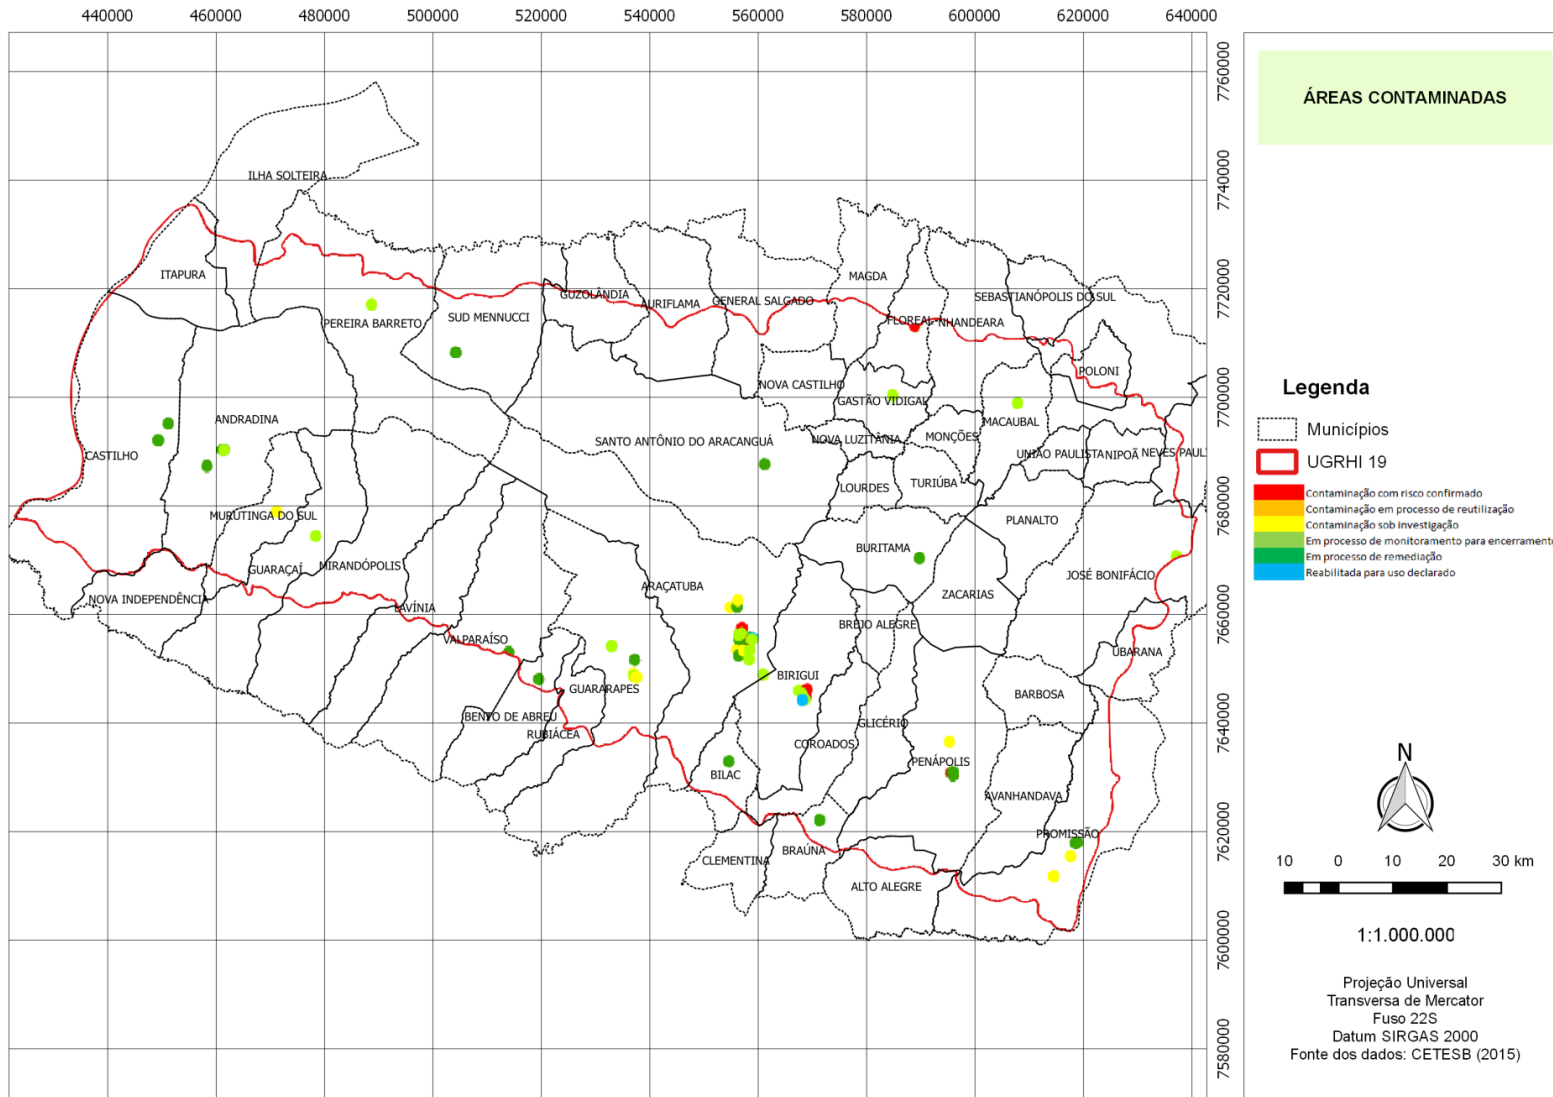 440000 460000 480000 500000 520000 540000 560000 580000 600000 620000 640000
7760000
7740000
7720000
7700000
7680000
7660000
7640000
7620000
7600000
7580000
ILHA SOLTEIRA
ITAPURA
PEREIRA BARRETO
SUD MENNUCCI
GUZOLÂNDIA
AURIFLAMA
GENERAL SALGADO
MAGDA
FLOREAL
NHANDEARA
SEBASTIANÓPOLIS DO SUL
POLONI
NOVA CASTILHO
GASTÃO VIDIGAL
MACAUBAL
MONÇÕES
NOVA LUZITÂNIA
UNIÃO PAULISTA
NIPOÃ
NEVES PAUL
ANDRADINA
CASTILHO
SANTO ANTÔNIO DO ARACANGUÁ
LOURDES
TURIÚBA
PLANALTO
MURUTINGA DO SUL
BURITAMA
JOSÉ BONIFÁCIO
GUARAÇAÍ
MIRANDÓPOLIS
ARAÇATUBA
ZACARIAS
NOVA INDEPENDÊNCIA
LAVÍNIA
BREJO ALEGRE
VALPARAÍSO
UBARANA
BIRIGUI
GUARARAPES
BARBOSA
BENTO DE ABREU
RUBIÁCEA
GLICÉRIO
COROADOS
PENÁPOLIS
BILAC
AVANHANDAVA
PROMISSÃO
CLEMENTINA
BRAÚNA
ALTO ALEGRE
ÁREAS CONTAMINADAS
Legenda
Municípios
UGRHI 19
Contaminação com risco confirmado
Contaminação em processo de reutilização
Contaminação sob investigação
Em processo de monitoramento para encerramento
Em processo de remediação
Reabilitada para uso declarado
N
10 0 10 20 30 km
1:1.000.000
Projeção Universal
Transversa de Mercator
Fuso 22S
Datum SIRGAS 2000
Fonte dos dados: CETESB (2015)